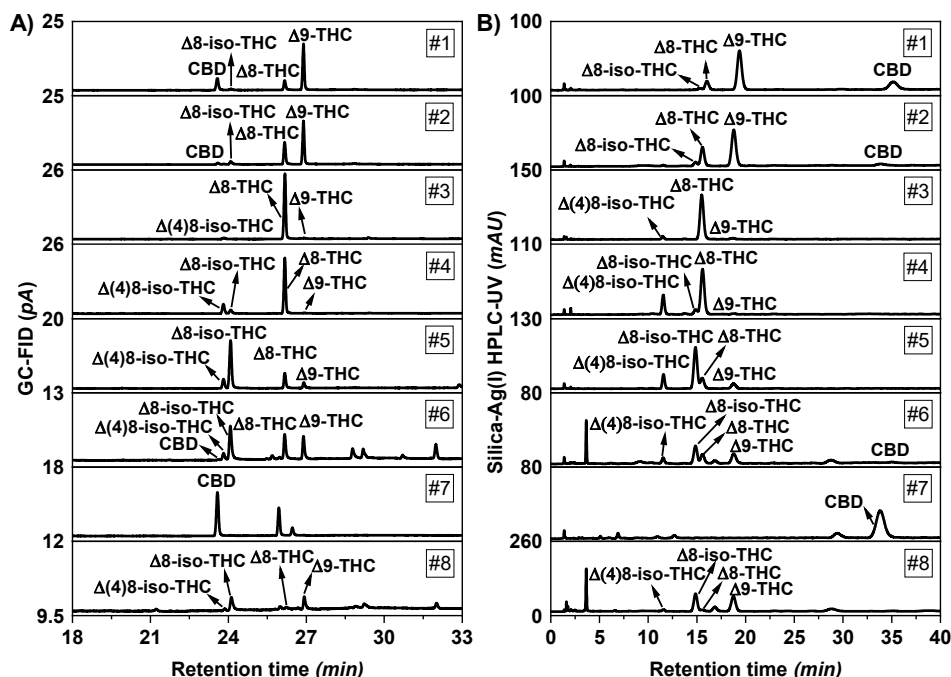 A)
GC-FID (pA)
25
Δ8-iso-THC
Δ9-THC
CBD
Δ8-THC
#1
25
Δ8-iso-THC
Δ9-THC
Δ8-THC
CBD
#2
26
Δ8-THC
Δ9-THC
Δ(4)8-iso-THC
#3
26
Δ8-iso-THC
Δ8-THC
Δ(4)8-iso-THC
Δ9-THC
#4
20
Δ8-iso-THC
Δ8-THC
Δ(4)8-iso-THC
Δ9-THC
#5
13
Δ8-iso-THC
Δ(4)8-iso-THC
Δ8-THC
Δ9-THC
CBD
#6
18
CBD
#7
12
Δ8-iso-THC
Δ8-THC
Δ9-THC
Δ(4)8-iso-THC
#8
9.5
18 21 24 27 30 33
Retention time (min)
B)
Silica-Ag(I) HPLC-UV (mAU)
100
Δ8-THC
Δ9-THC
Δ8-iso-THC
CBD
#1
100
Δ8-THC
Δ9-THC
Δ8-iso-THC
CBD
#2
150
Δ8-THC
Δ(4)8-iso-THC
Δ9-THC
#3
110
Δ8-iso-THC
Δ8-THC
Δ(4)8-iso-THC
Δ9-THC
#4
130
Δ8-iso-THC
Δ8-THC
Δ(4)8-iso-THC
Δ9-THC
#5
80
Δ8-iso-THC
Δ(4)8-iso-THC
Δ8-THC
Δ9-THC
CBD
#6
80
CBD
#7
260
Δ8-iso-THC
Δ(4)8-iso-THC
Δ8-THC
Δ9-THC
#8
0
0 5 10 15 20 25 30 35 40
Retention time (min)